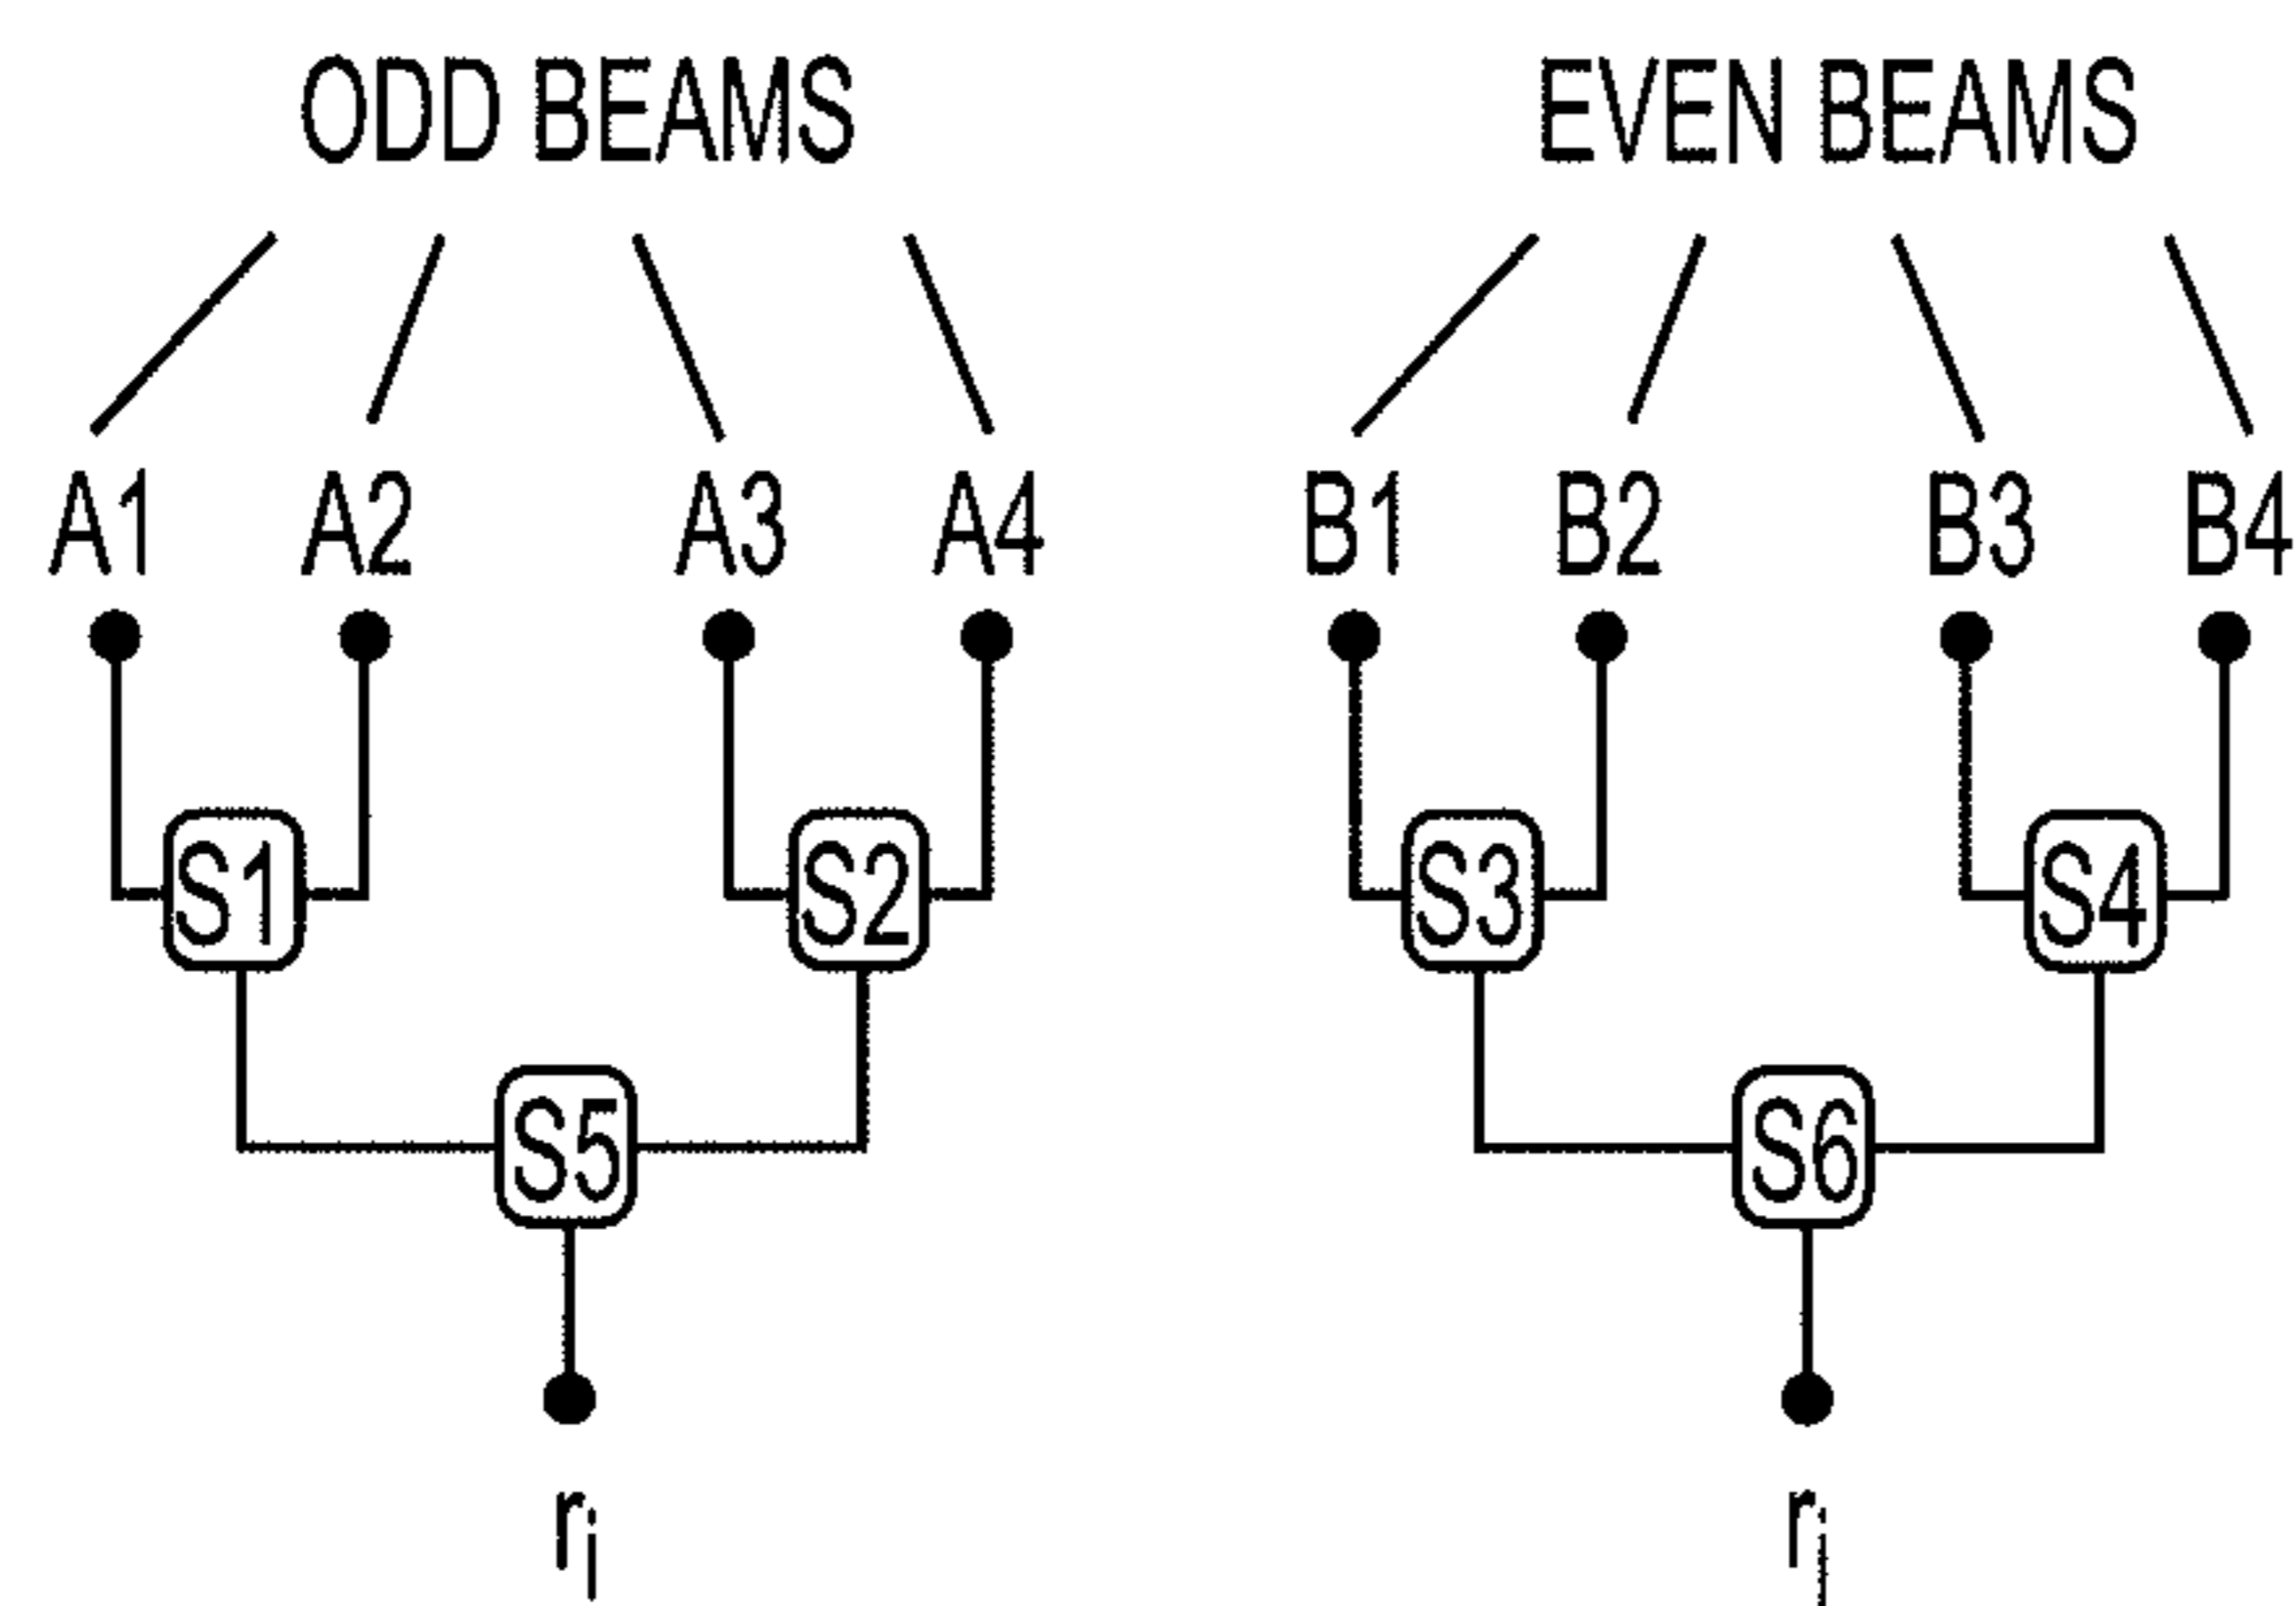 ODD BEAMS EVEN BEAMS
A1 A2 A3 A4 B1 B2 B3 B4
S1 S2 S3 S4
S5 S6
ri rj